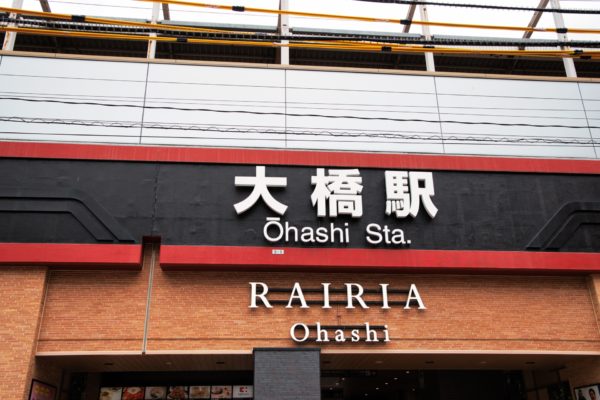 大橋駅
Ōhashi Sta.
RAIRIA
Ohashi